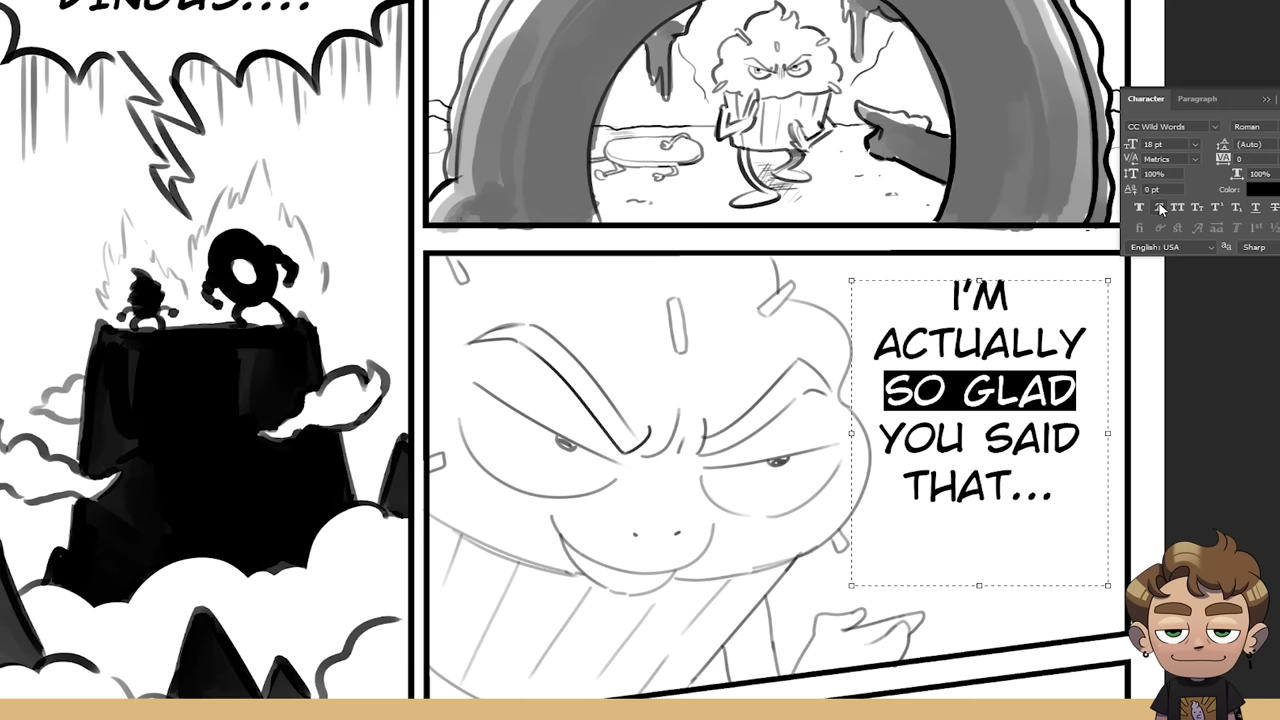 I'M
ACTUALLY
SO GLAD
YOU SAID
THAT...
Character
Paragraph
CC Wild Words
Roman
18 pt
(Auto)
Metrics
0
100%
100%
0 pt
Color:
English: USA
Sharp